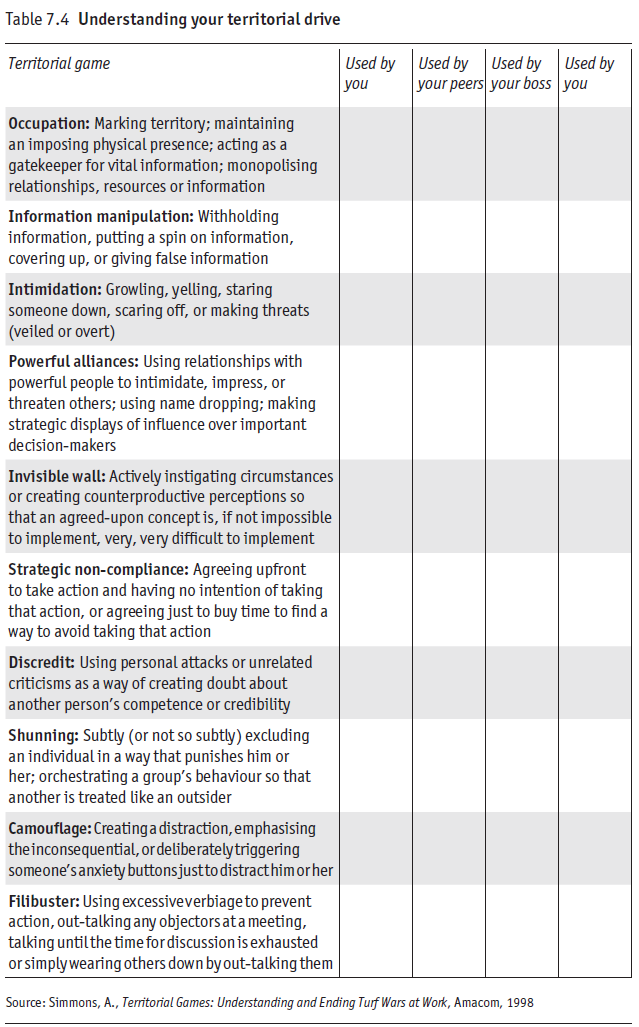 Table 7.4 Understanding your territorial drive
Territorial game
Used by
you
Used by
your peers
Used by
your boss
Used by
you
Occupation: Marking territory; maintaining
an imposing physical presence; acting as a
gatekeeper for vital information; monopolising
relationships, resources or information
Information manipulation: Withholding
information, putting a spin on information,
covering up, or giving false information
Intimidation: Growling, yelling, staring
someone down, scaring off, or making threats
(veiled or overt)
Powerful alliances: Using relationships with
powerful people to intimidate, impress, or
threaten others; using name dropping; making
strategic displays of influence over important
decision-makers
Invisible wall: Actively instigating circumstances
or creating counterproductive perceptions so
that an agreed-upon concept is, if not impossible
to implement, very, very difficult to implement
Strategic non-compliance: Agreeing upfront
to take action and having no intention of taking
that action, or agreeing just to buy time to find a
way to avoid taking that action
Discredit: Using personal attacks or unrelated
criticisms as a way of creating doubt about
another person's competence or credibility
Shunning: Subtly (or not so subtly) excluding
an individual in a way that punishes him or
her; orchestrating a group's behaviour so that
another is treated like an outsider
Camouflage: Creating a distraction, emphasising
the inconsequential, or deliberately triggering
someone's anxiety buttons just to distract him or her
Filibuster: Using excessive verbiage to prevent
action, out-talking any objectors at a meeting,
talking until the time for discussion is exhausted
or simply wearing others down by out-talking them
Source: Simmons, A., Territorial Games: Understanding and Ending Turf Wars at Work, Amacom, 1998